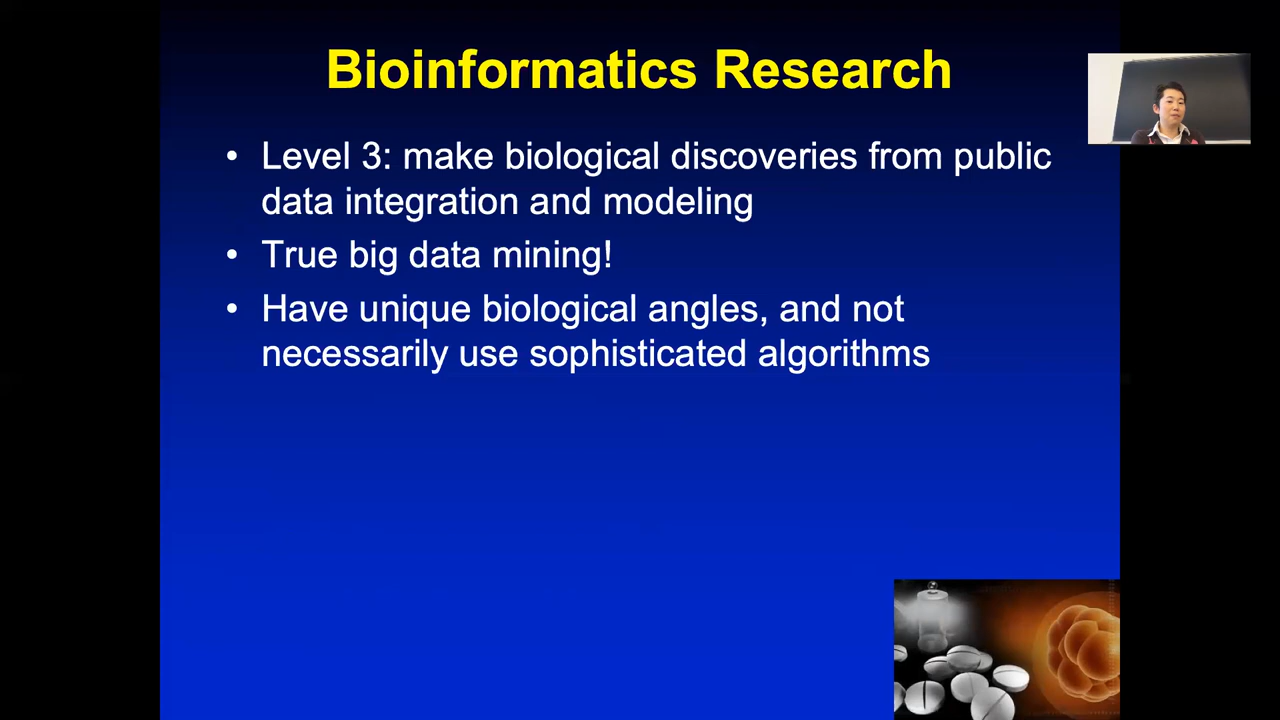 Bioinformatics Research
• Level 3: make biological discoveries from public
data integration and modeling
• True big data mining!
• Have unique biological angles, and not
necessarily use sophisticated algorithms